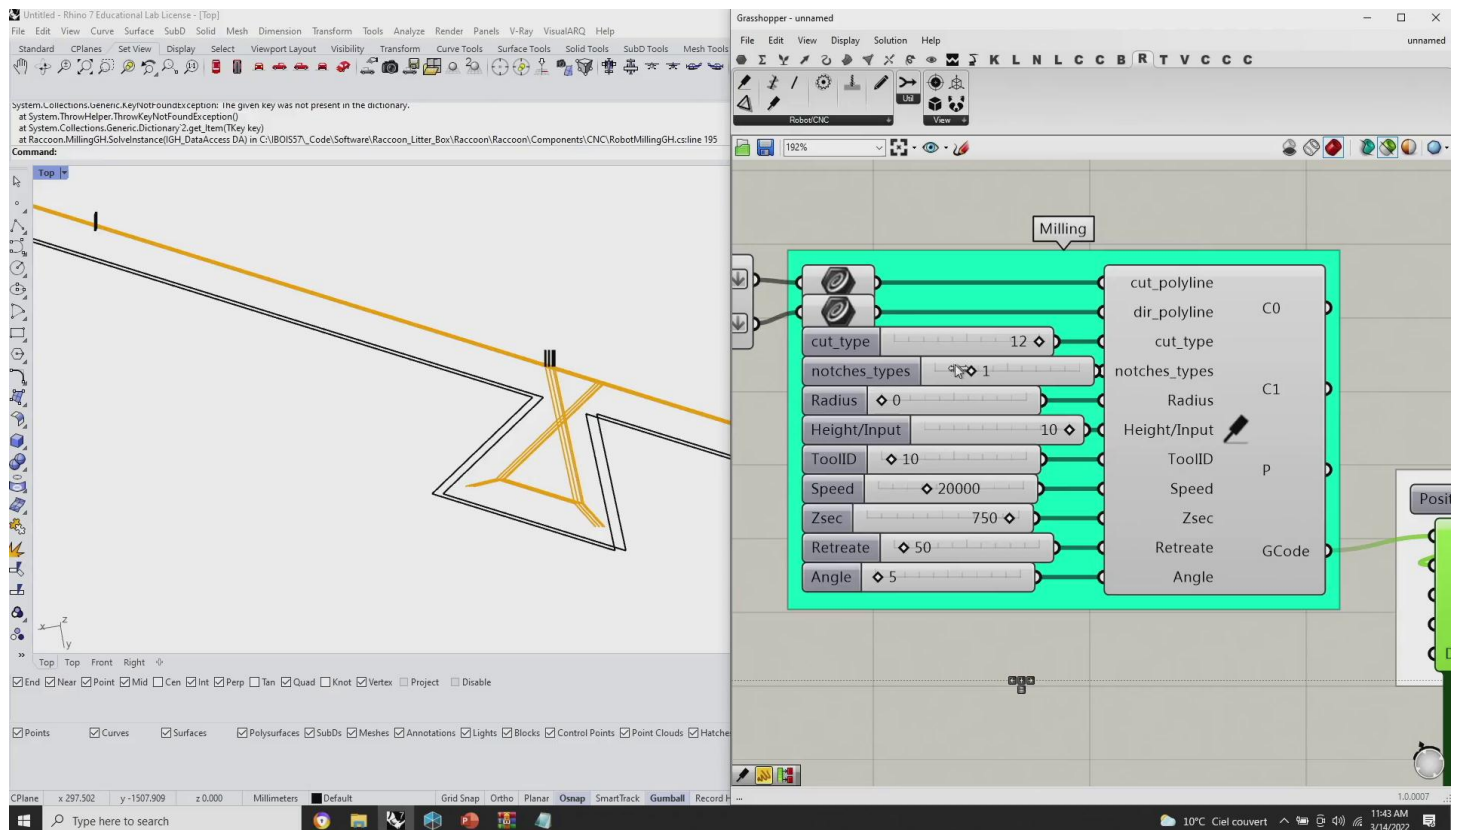 Untitled - Rhino 7 Educational Lab License - [Top]
File Edit View Curve Surface SubD Solid Mesh Dimension Transform Tools Analyze Render Panels V-Ray VisualARQ Help
Standard CPlanes Set View Display Select Viewport Layout Visibility Transform Curve Tools Surface Tools Solid Tools SubD Tools Mesh Tools
System.Collections.Generic.KeyNotFoundException: The given key was not present in the dictionary.
at System.ThrowHelper.ThrowKeyNotFoundException()
at System.Collections.Generic.Dictionary`2.get_Item(TKey key)
at Raccoon.MillingGH.SolveInstance(IGH_DataAccess DA) in C:\IBOIS57\_Code\Software\Raccoon_Litter_Box\Raccoon\Raccoon\Components\CNC\RobotMillingGH.cs:line 195
Command:
Top
x z
y
Top Top Front Right
End Near Point Mid Cen Int Perp Tan Quad Knot Vertex Project Disable
Points Curves Surfaces Polysurfaces SubDs Meshes Annotations Lights Blocks Control Points Point Clouds Hatche
CPlane x 297.502 y -1507.909 z 0.000 Millimeters Default Grid Snap Ortho Planar Osnap SmartTrack Gumball Record H
Grasshopper - unnamed
File Edit View Display Solution Help unnamed
K L N L C C B R T V C C C
Util
Robot/CNC View
192%
Milling
cut_polyline
dir_polyline
cut_type 12 cut_type
notches_types 1 notches_types
Radius 0 Radius
Height/Input 10 Height/Input
ToolID 10 ToolID
Speed 20000 Speed
Zsec 750 Zsec
Retreate 50 Retreate
Angle 5 Angle
C0
C1
P
GCode
Posit
D
1.0.0007
Type here to search
10°C Ciel couvert
11:43 AM
3/14/2022